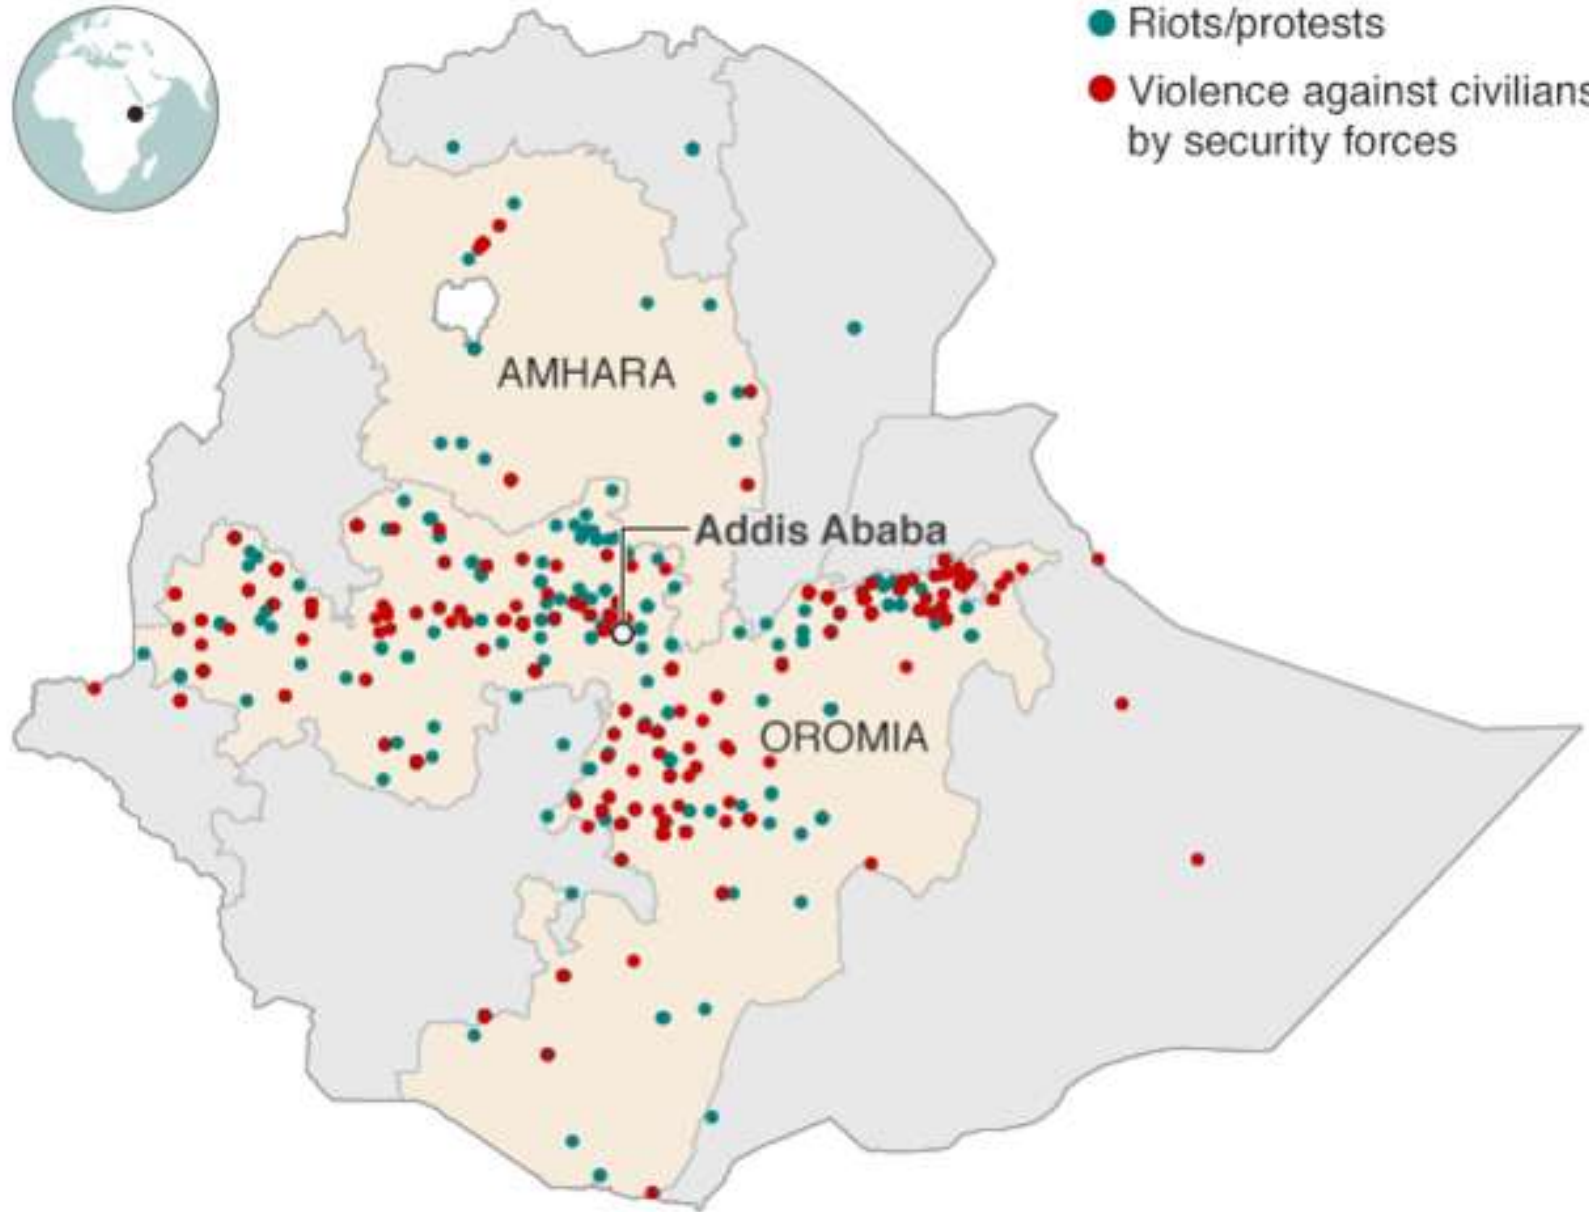 Riots/protests
Violence against civilians
by security forces
AMHARA
Addis Ababa
OROMIA